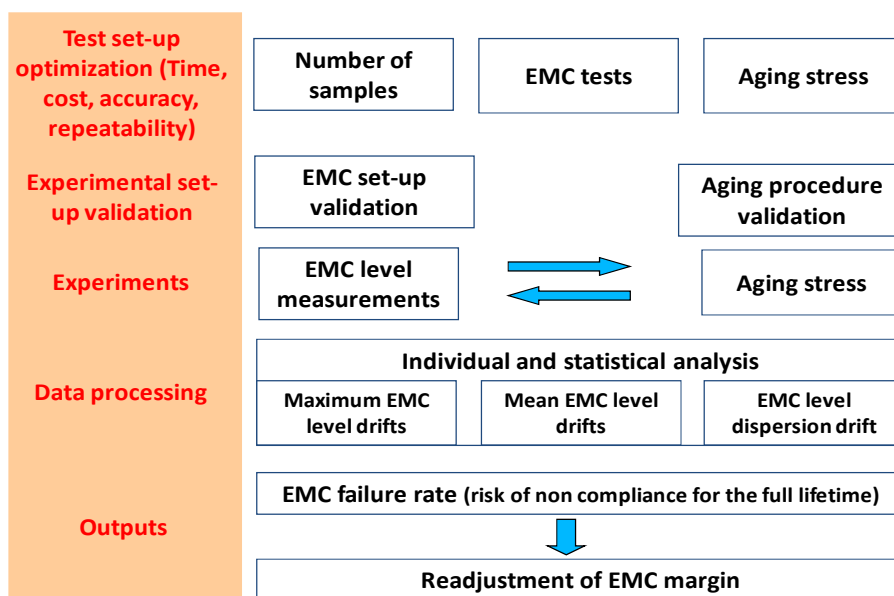 Test set-up
optimization (Time,
cost, accuracy,
repeatability)
Number of
samples
EMC tests
Aging stress
Experimental set-
up validation
EMC set-up
validation
Aging procedure
validation
Experiments
EMC level
measurements
Aging stress
Data processing
Individual and statistical analysis
Maximum EMC
level drifts
Mean EMC level
drifts
EMC level
dispersion drift
Outputs
EMC failure rate (risk of non compliance for the full lifetime)
Readjustment of EMC margin